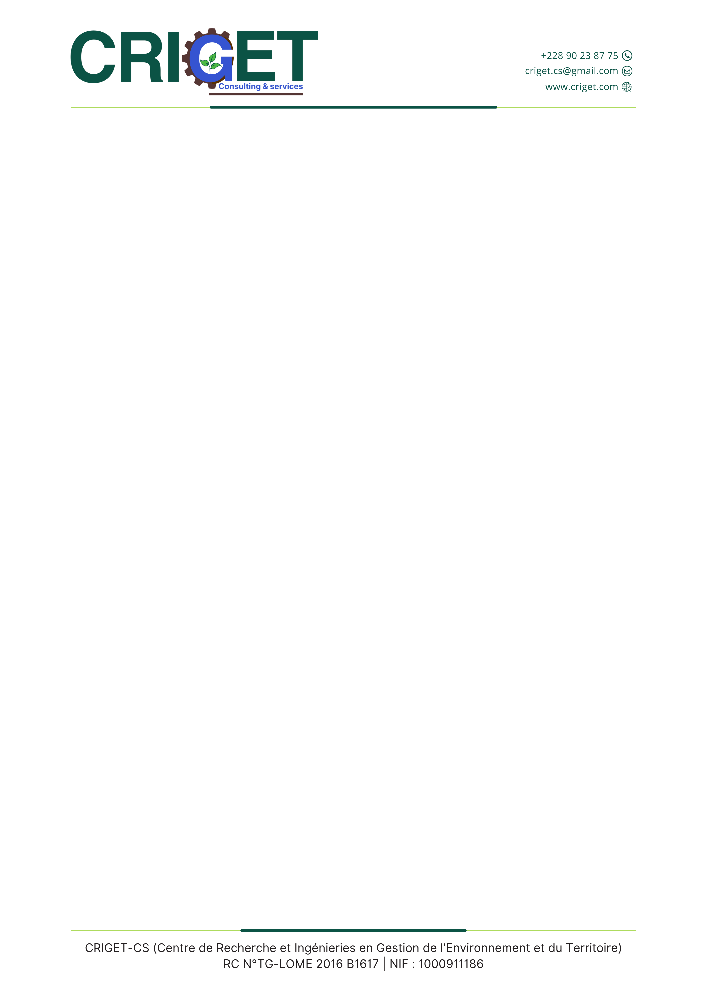 CRIGET
Consulting & services
+228 90 23 87 75
criget.cs@gmail.com
www.criget.com
CRIGET-CS (Centre de Recherche et Ingénieries en Gestion de l'Environnement et du Territoire)
RC N°TG-LOME 2016 B1617 | NIF : 1000911186